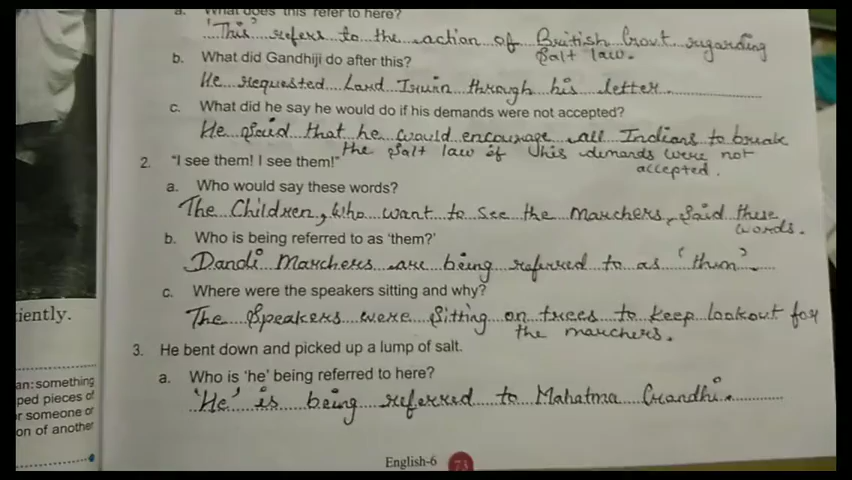 a. What does this refer to here?
'This' refers to the action of British Govt regarding
salt law.
b. What did Gandhiji do after this?
He requested Lord Irwin through his letter.
c. What did he say he would do if his demands were not accepted?
He said that he would encourage all Indians to break
the salt law if his demands were not
accepted.
2. "I see them! I see them!"
a. Who would say these words?
The Children, who want to see the marchers, said these
words.
b. Who is being referred to as 'them?'
Dandi Marchers are being referred to as 'them'.
c. Where were the speakers sitting and why?
The Speakers were sitting on trees to keep lookout for
the marchers.
3. He bent down and picked up a lump of salt.
a. Who is 'he' being referred to here?
'He' is being referred to Mahatma Gandhi.
iently.
an: something
ped pieces of
r someone or
on of another
English-6 73